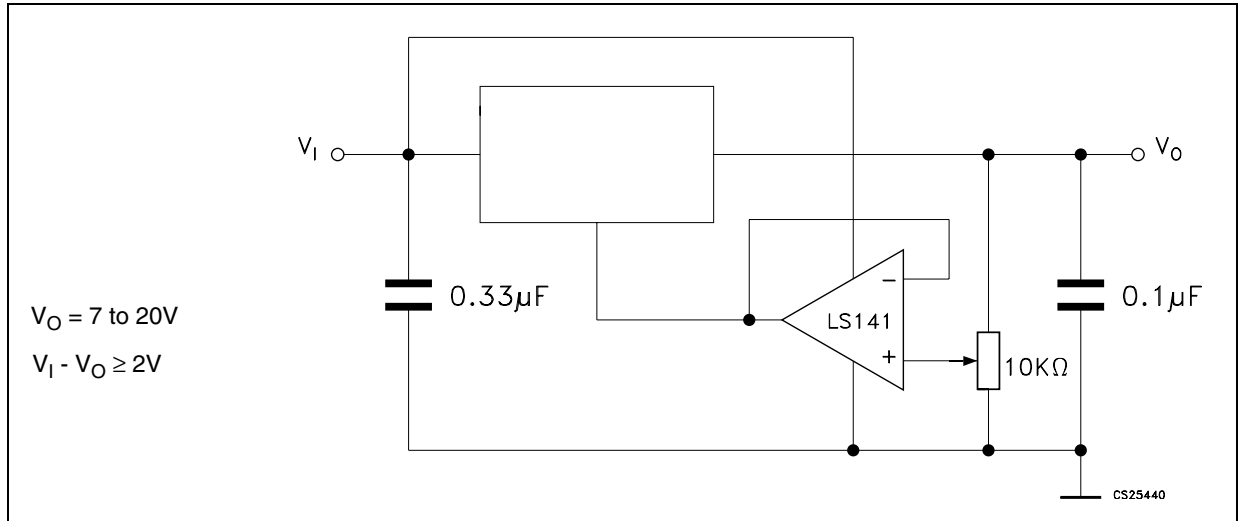 V_I
V_O
0.33µF
−
LS141
+
10KΩ
0.1µF
V_O = 7 to 20V
V_I - V_O ≥ 2V
CS25440